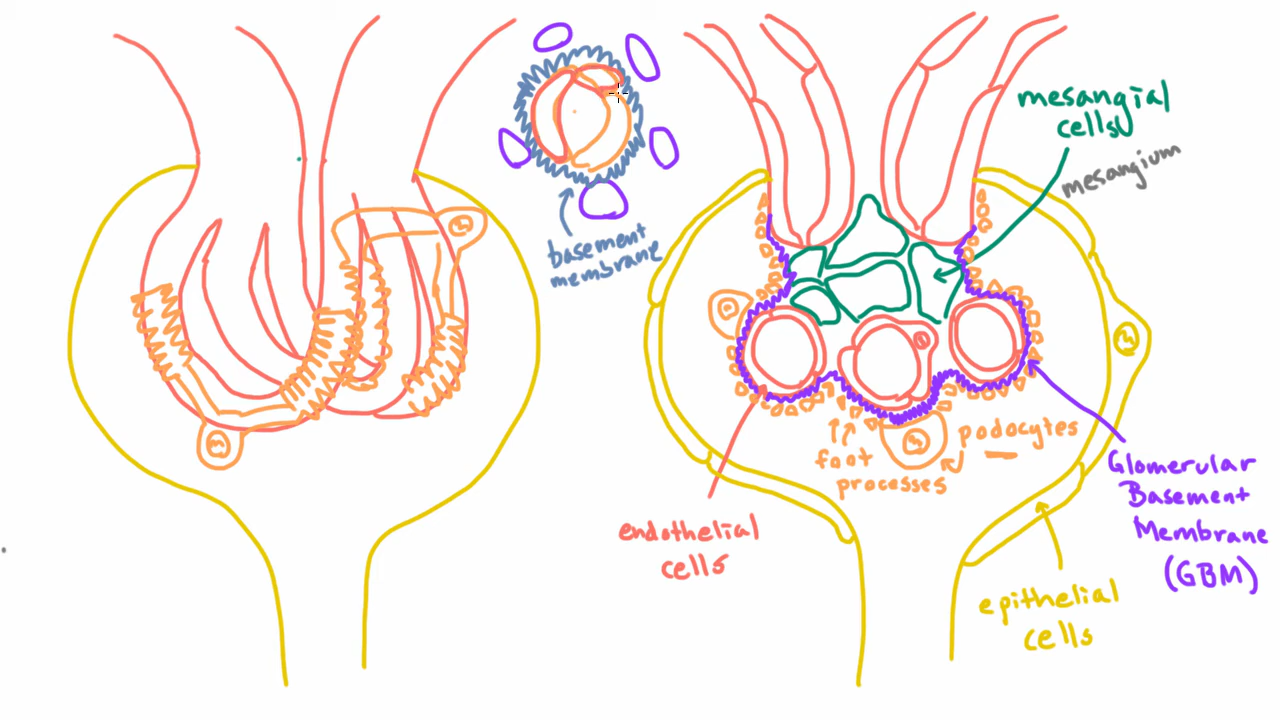 basement
membrane
mesangial
cells
mesangium
foot
processes
podocytes
endothelial
cells
Glomerular
Basement
Membrane
(GBM)
epithelial
cells